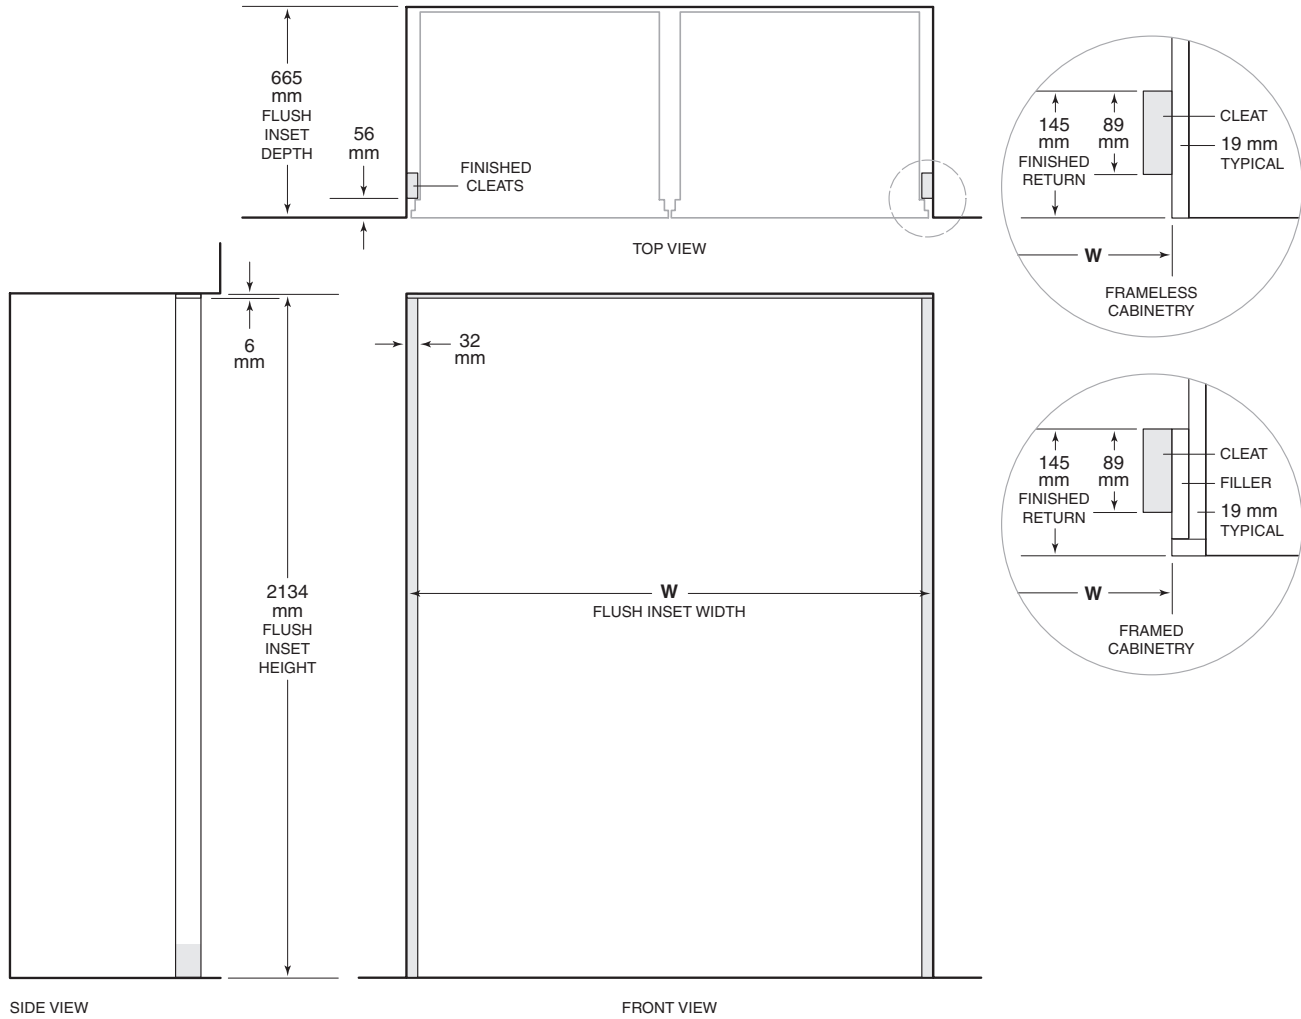 665
mm
FLUSH
INSET
DEPTH
56
mm
FINISHED
CLEATS
TOP VIEW
145
mm
FINISHED
RETURN
89
mm
CLEAT
19 mm
TYPICAL
W
FRAMELESS
CABINETRY
6
mm
32
mm
2134
mm
FLUSH
INSET
HEIGHT
W
FLUSH INSET WIDTH
145
mm
FINISHED
RETURN
89
mm
CLEAT
FILLER
19 mm
TYPICAL
W
FRAMED
CABINETRY
SIDE VIEW
FRONT VIEW